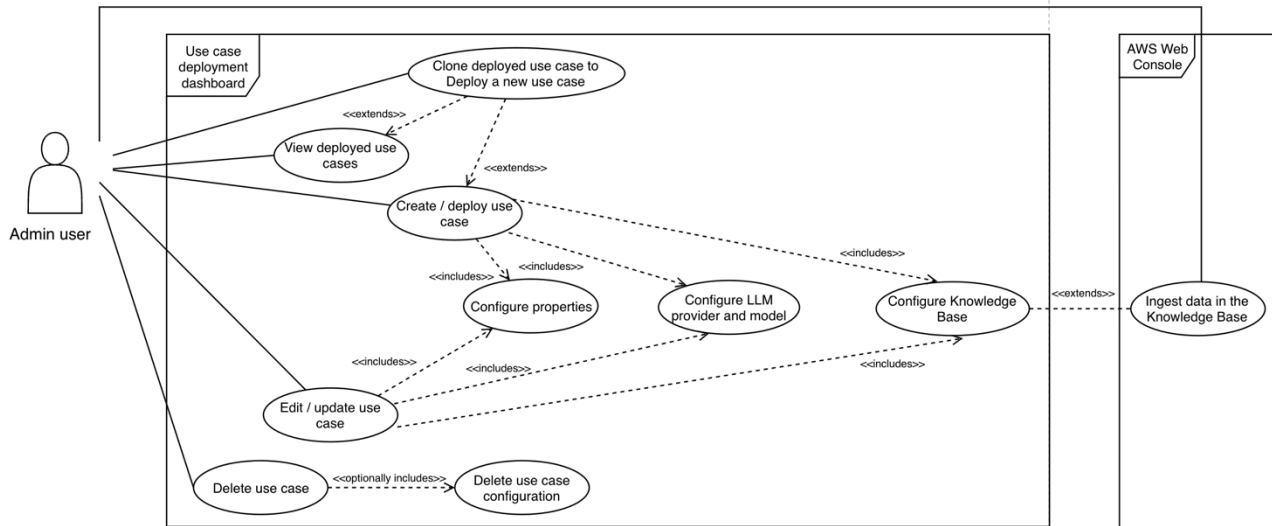 Use case
deployment
dashboard
Clone deployed use case to
Deploy a new use case
AWS Web
Console
<<extends>>
View deployed use
cases
<<extends>>
Admin user
Create / deploy use
case
<<includes>>
<<includes>>
<<includes>>
Configure properties
Configure LLM
provider and model
Configure Knowledge
Base
<<extends>>
Ingest data in the
Knowledge Base
<<includes>>
<<includes>>
<<includes>>
Edit / update use
case
Delete use case
<<optionally includes>>
Delete use case
configuration